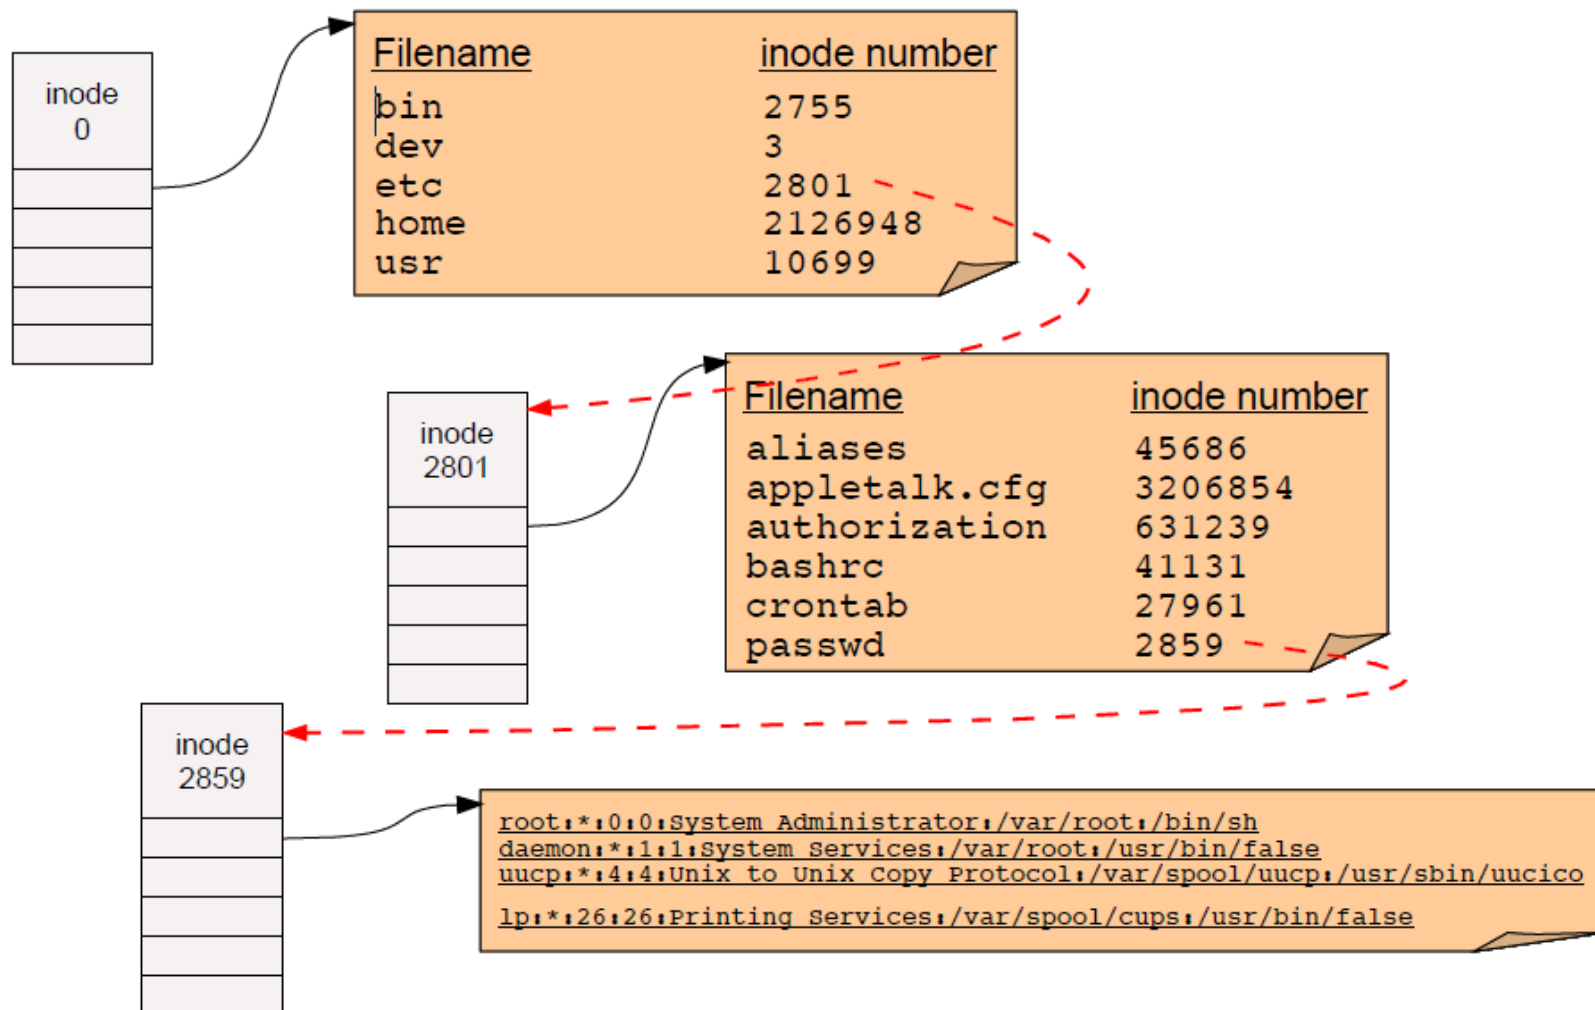 inode
0
Filename inode number
bin 2755
dev 3
etc 2801
home 2126948
usr 10699
inode
2801
Filename inode number
aliases 45686
appletalk.cfg 3206854
authorization 631239
bashrc 41131
crontab 27961
passwd 2859
inode
2859
root:*:0:0:System Administrator:/var/root:/bin/sh
daemon:*:1:1:System Services:/var/root:/usr/bin/false
uucp:*:4:4:Unix to Unix Copy Protocol:/var/spool/uucp:/usr/sbin/uucico
lp:*:26:26:Printing Services:/var/spool/cups:/usr/bin/false